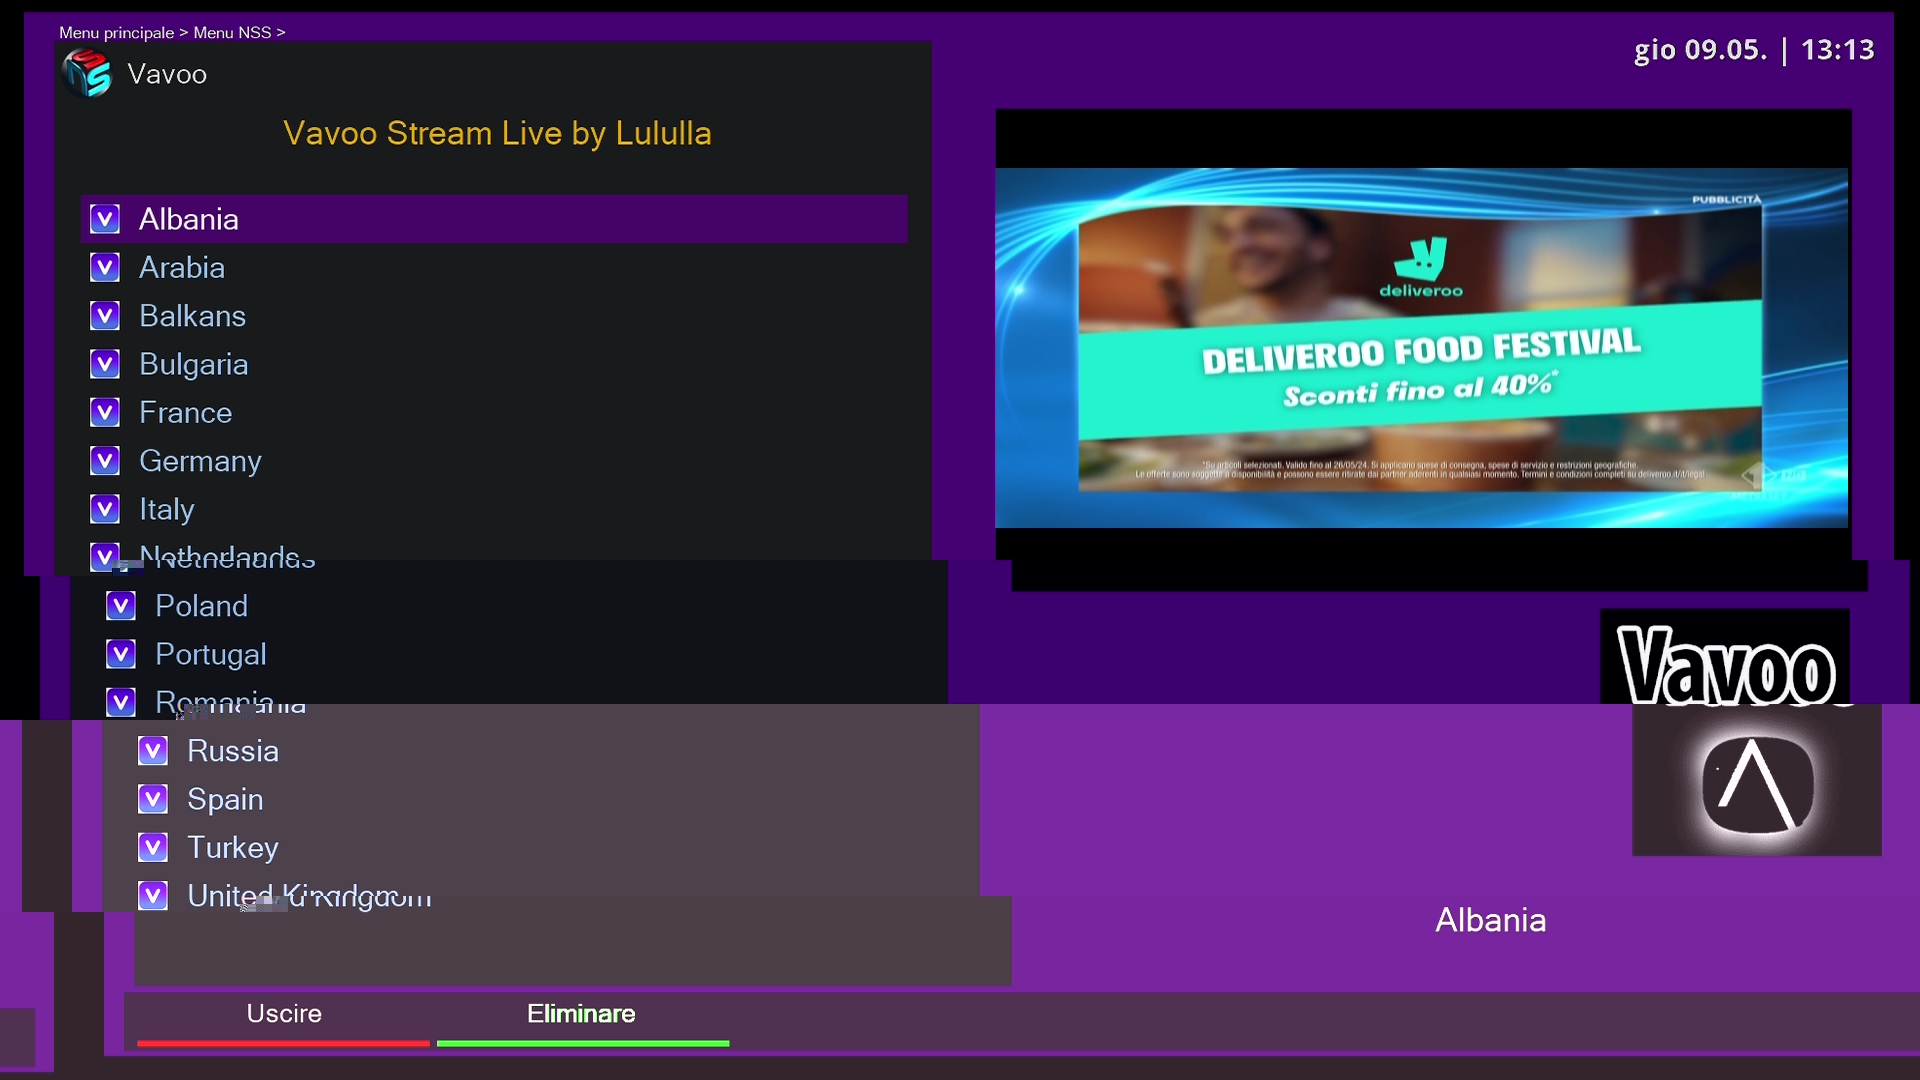 Menu principale > Menu NSS >
gio 09.05. | 13:13
Vavoo
Vavoo Stream Live by Lululla
Albania
Arabia
Balkans
Bulgaria
France
Germany
Italy
Netherlands
Poland
Portugal
Romania
Russia
Spain
Turkey
United Kingdom
PUBBLICITÀ
deliveroo
DELIVEROO FOOD FESTIVAL
Sconti fino al 40%*
*Su articoli selezionati. Valido fino al 26/05/24. Si applicano spese di consegna, spese di servizio e restrizioni geografiche.
Le offerte sono soggette a disponibilità e possono essere ritirate dai partner aderenti in qualsiasi momento. Termini e condizioni completi su deliveroo.it/it/legal
Vavoo
Albania
Uscire
Eliminare